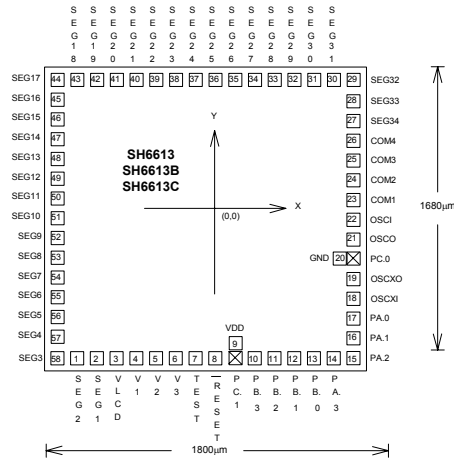 SEG18 SEG19 SEG20 SEG21 SEG22 SEG23 SEG24 SEG25 SEG26 SEG27 SEG28 SEG29 SEG30 SEG31
SEG17 44 43 42 41 40 39 38 37 36 35 34 33 32 31 30 29 SEG32
SEG16 45 28 SEG33
SEG15 46 27 SEG34
SEG14 47 26 COM4
SEG13 48 25 COM3
SEG12 49 24 COM2
SEG11 50 23 COM1
SEG10 51 22 OSCI
SEG9 52 21 OSCO
SEG8 53 GND 20 PC.0
SEG7 54 19 OSCXO
SEG6 55 18 OSCXI
SEG5 56 17 PA.0
SEG4 57 16 PA.1
SEG3 58 1 2 3 4 5 6 7 8 10 11 12 13 14 15 PA.2
Y
SH6613
SH6613B
SH6613C
X
(0,0)
1680µm
VDD
9
SEG2 SEG1 VLCD V1 V2 V3 TEST RESET PC.1 PB.3 PB.2 PB.1 PB.0 PA.3
1800µm